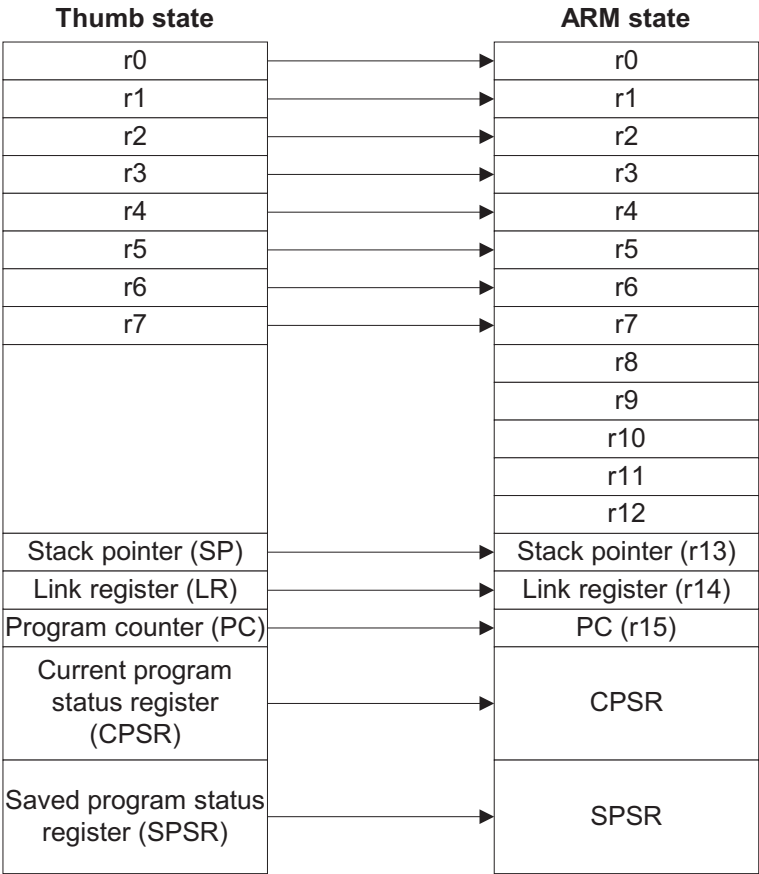 Thumb state
r0
r1
r2
r3
r4
r5
r6
r7
Stack pointer (SP)
Link register (LR)
Program counter (PC)
Current program
status register
(CPSR)
Saved program status
register (SPSR)
ARM state
r0
r1
r2
r3
r4
r5
r6
r7
r8
r9
r10
r11
r12
Stack pointer (r13)
Link register (r14)
PC (r15)
CPSR
SPSR